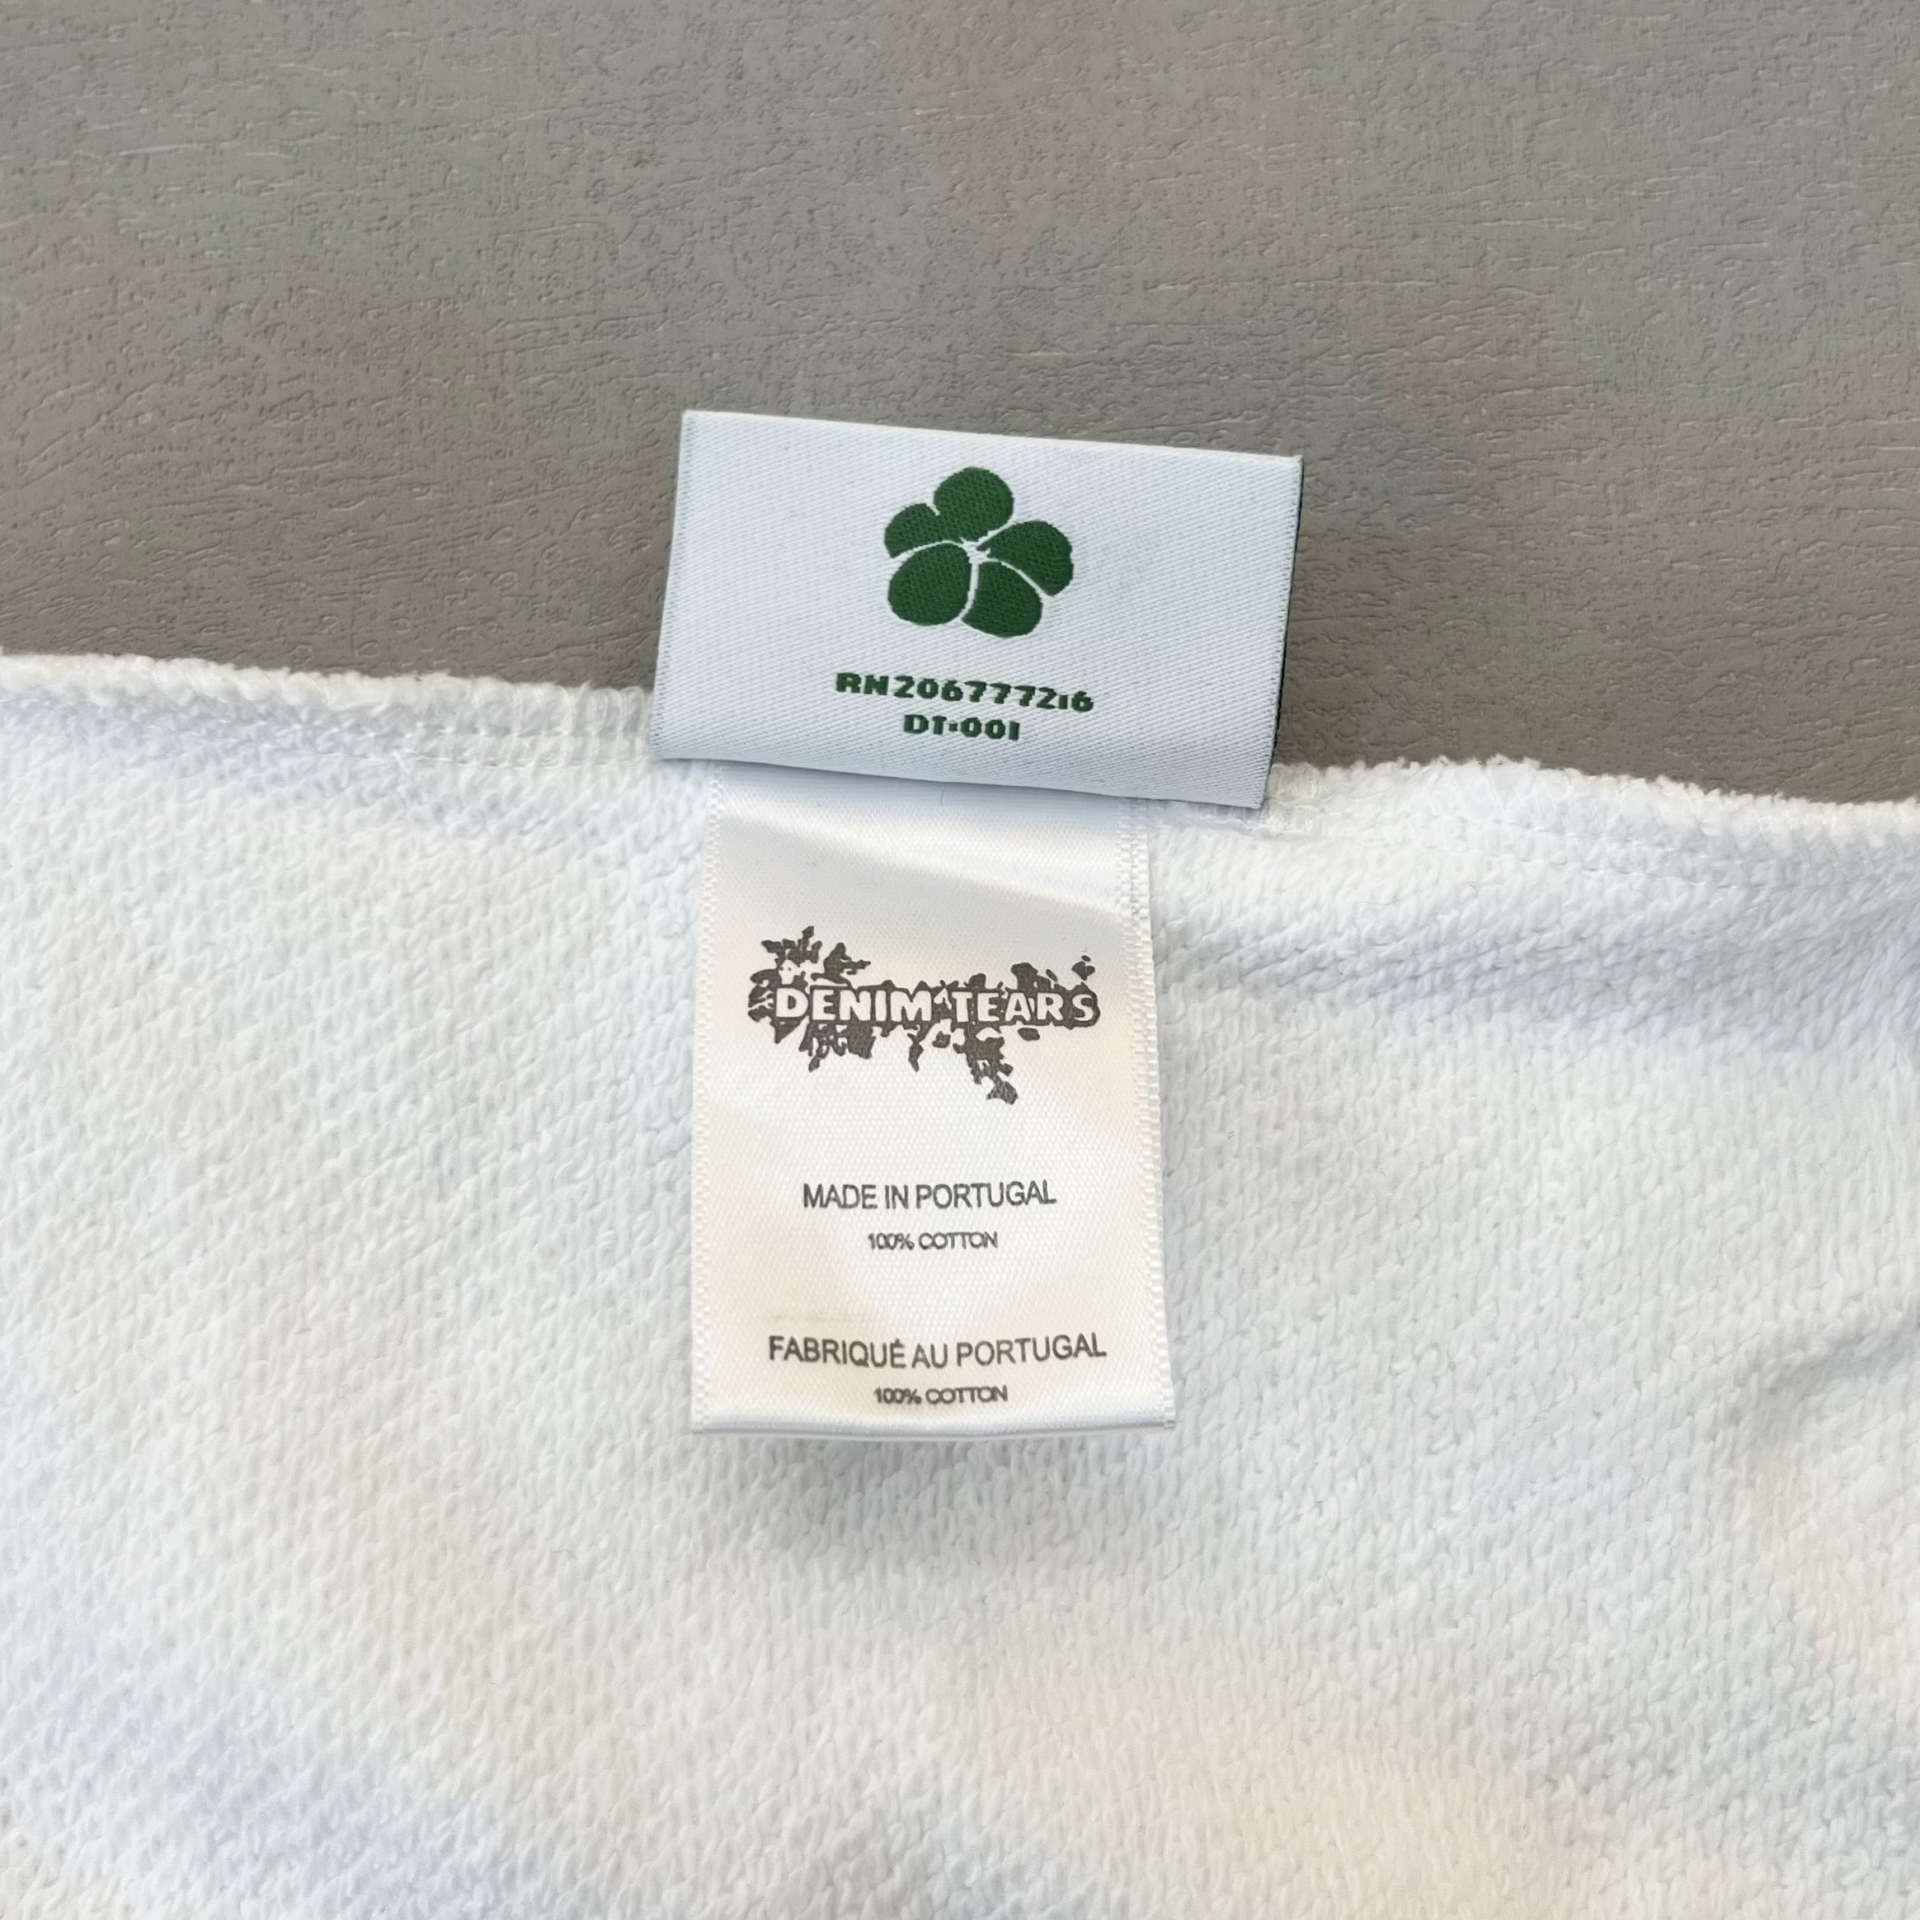 RN206777216
DT·001
DENIM TEARS
MADE IN PORTUGAL
100% COTTON
FABRIQUÉ AU PORTUGAL
100% COTTON